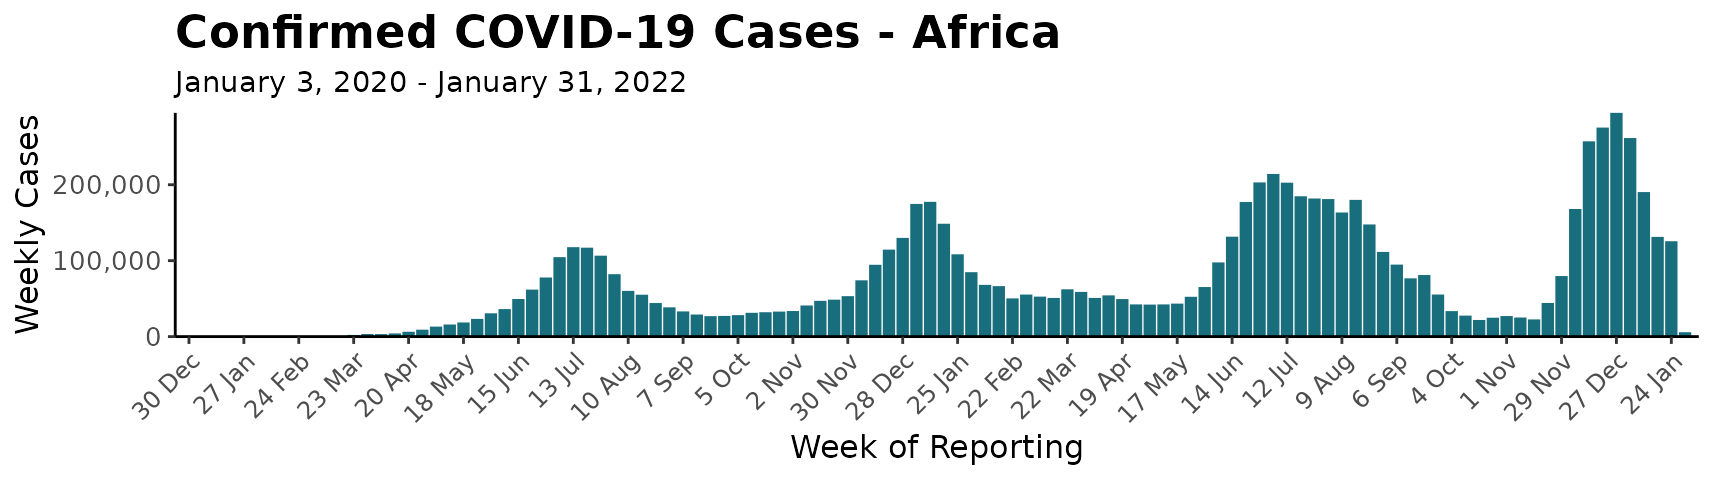 Confirmed COVID-19 Cases - Africa
January 3, 2020 - January 31, 2022
Weekly Cases
200,000
100,000
0
30 Dec
27 Jan
24 Feb
23 Mar
20 Apr
18 May
15 Jun
13 Jul
10 Aug
7 Sep
5 Oct
2 Nov
30 Nov
28 Dec
25 Jan
22 Feb
22 Mar
19 Apr
17 May
14 Jun
12 Jul
9 Aug
6 Sep
4 Oct
1 Nov
29 Nov
27 Dec
24 Jan
Week of Reporting